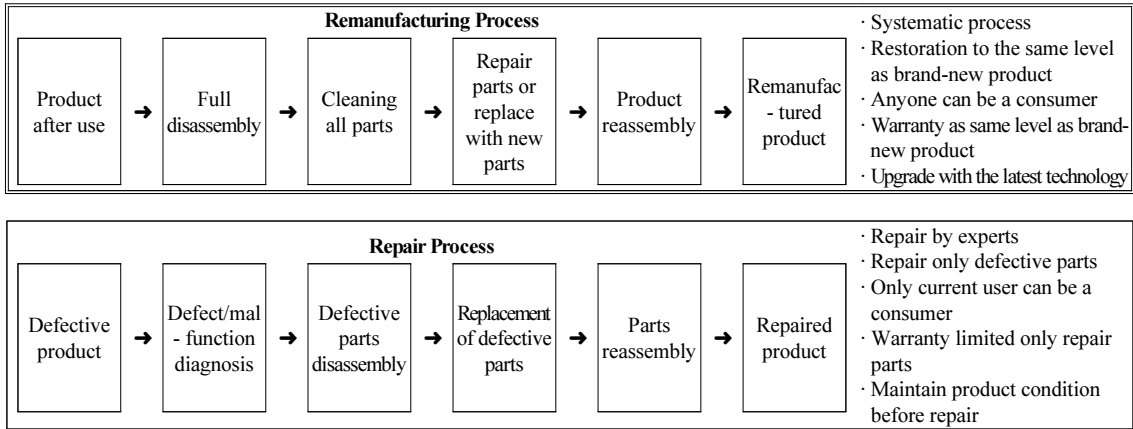 Remanufacturing Process
Product
after use
Full
disassembly
Cleaning
all parts
Repair
parts or
replace
with new
parts
Product
reassembly
Remanufac
- tured
product
· Systematic process
· Restoration to the same level
as brand-new product
· Anyone can be a consumer
· Warranty as same level as brand-
new product
· Upgrade with the latest technology
Repair Process
Defective
product
Defect/mal
- function
diagnosis
Defective
parts
disassembly
Replacement
of defective
parts
Parts
reassembly
Repaired
product
· Repair by experts
· Repair only defective parts
· Only current user can be a
consumer
· Warranty limited only repair
parts
· Maintain product condition
before repair